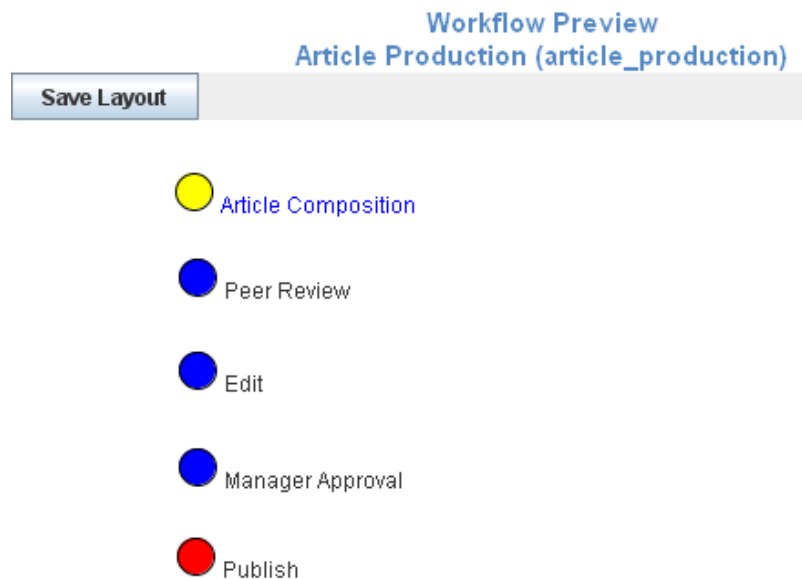 Workflow Preview
Article Production (article_production)
Save Layout
Article Composition
Peer Review
Edit
Manager Approval
Publish